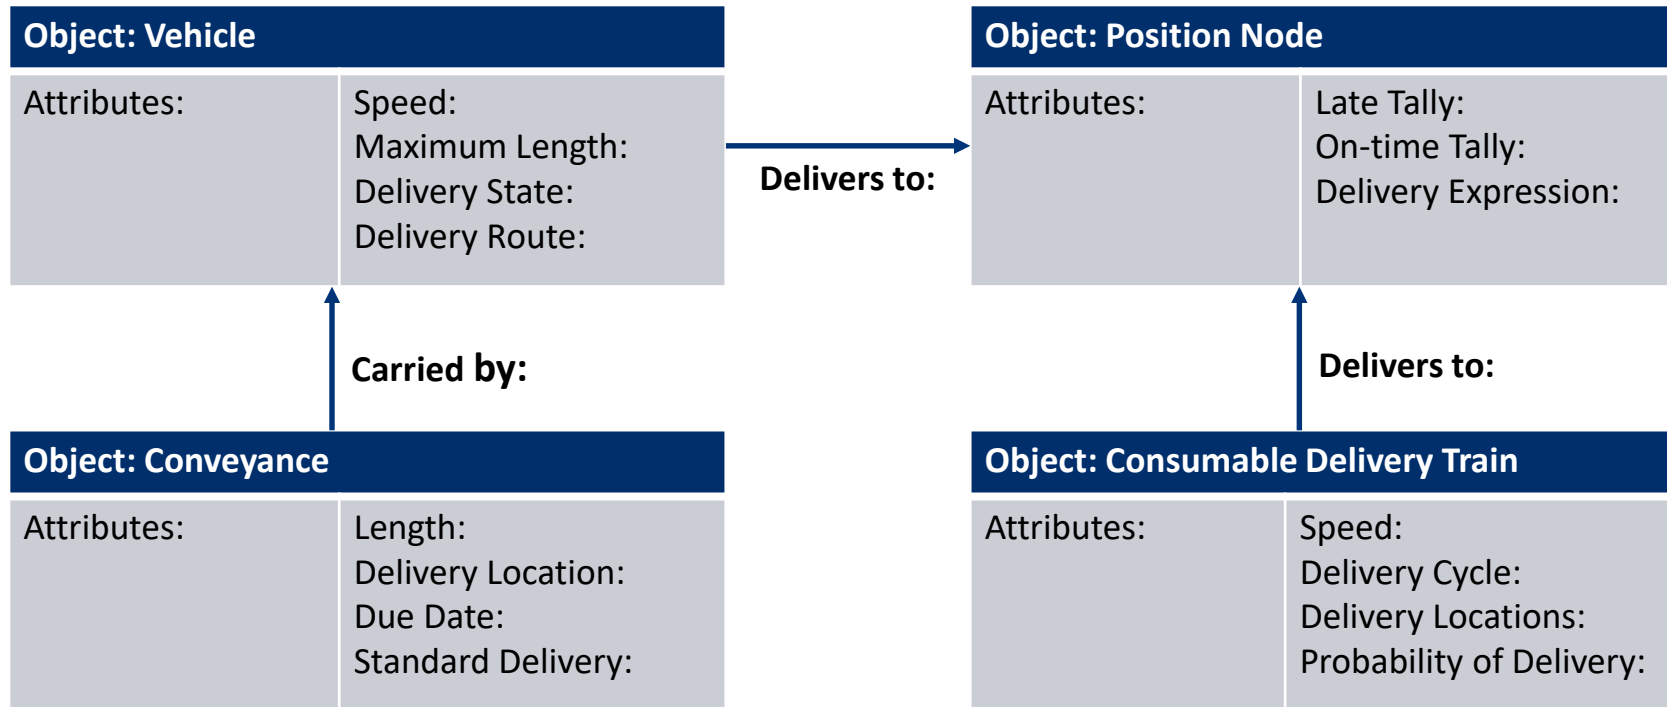 Object: Vehicle
Attributes:
Speed:
Maximum Length:
Delivery State:
Delivery Route:
Delivers to:
Object: Position Node
Attributes:
Late Tally:
On-time Tally:
Delivery Expression:
Carried by:
Delivers to:
Object: Conveyance
Attributes:
Length:
Delivery Location:
Due Date:
Standard Delivery:
Object: Consumable Delivery Train
Attributes:
Speed:
Delivery Cycle:
Delivery Locations:
Probability of Delivery: